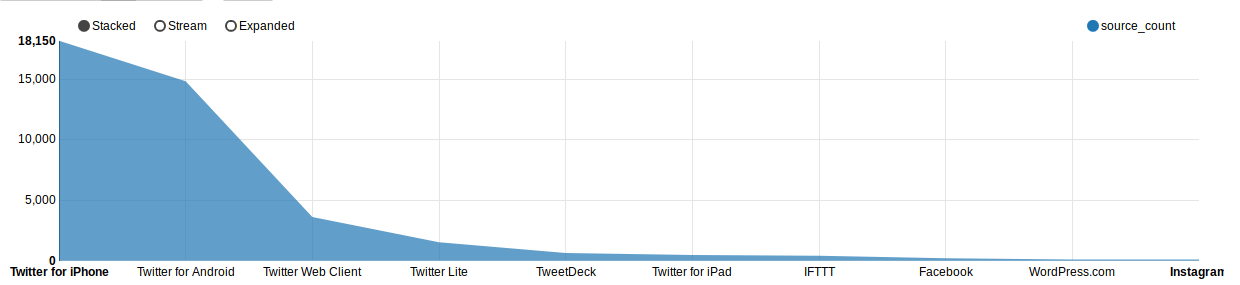 Stacked Stream Expanded source_count
18,150
15,000
10,000
5,000
0
Twitter for iPhone Twitter for Android Twitter Web Client Twitter Lite TweetDeck Twitter for iPad IFTTT Facebook WordPress.com Instagram